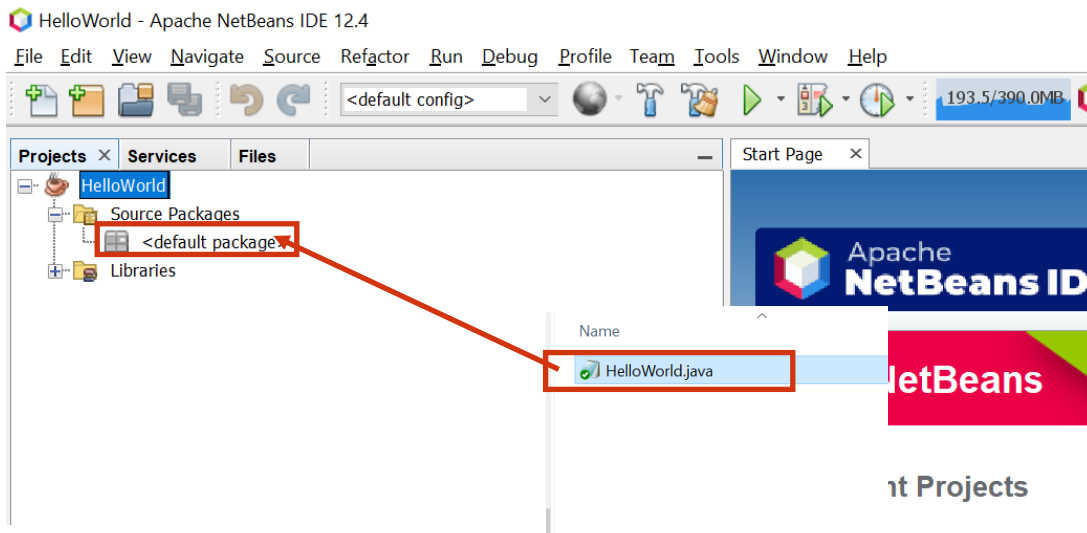 HelloWorld - Apache NetBeans IDE 12.4
File Edit View Navigate Source Refactor Run Debug Profile Team Tools Window Help
<default config> 193.5/390.0MB
Projects Services Files Start Page
HelloWorld
Source Packages
<default package
Libraries
Apache
NetBeans ID
Name
HelloWorld.java
letBeans
nt Projects